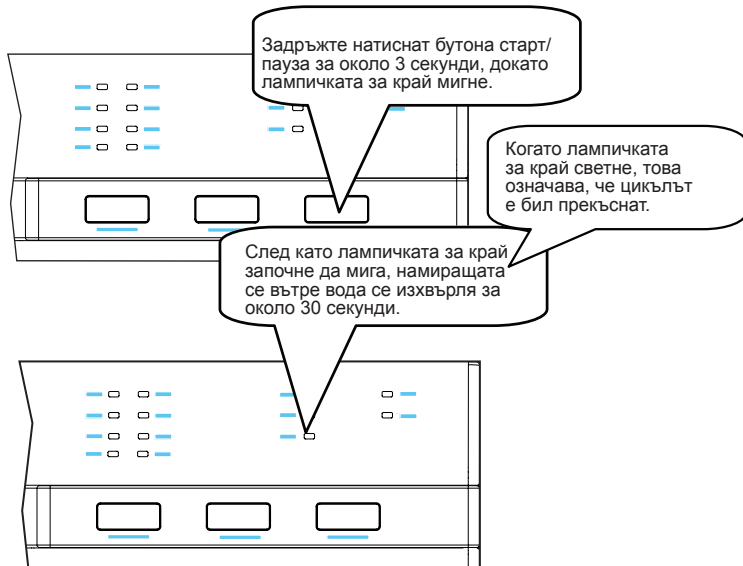 Задръжте натиснат бутона старт/
пауза за около 3 секунди, докато
лампичката за край мигне.
Когато лампичката
за край светне, това
означава, че цикълът
е бил прекъснат.
След като лампичката за край
започне да мига, намиращата
се вътре вода се изхвърля за
около 30 секунди.